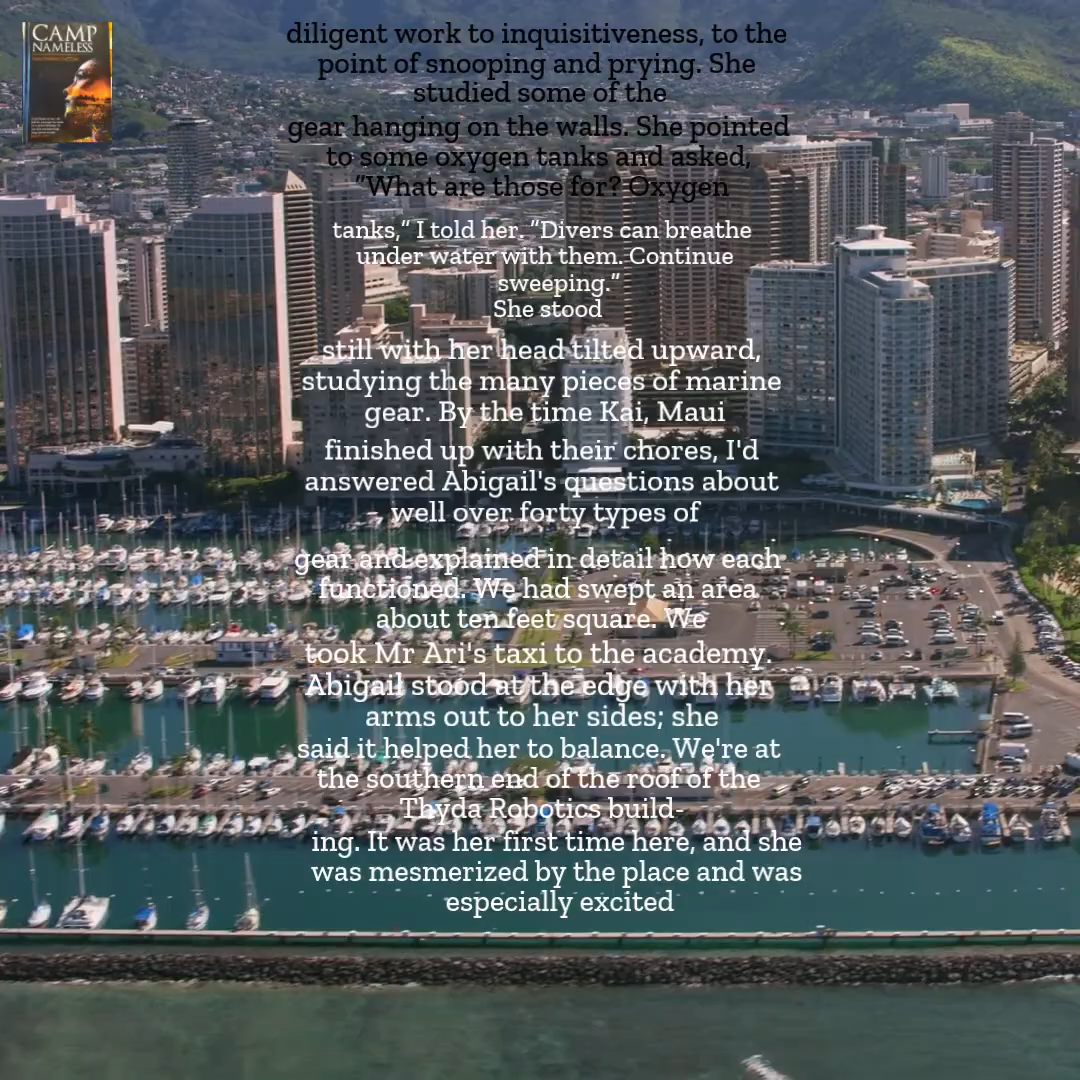 CAMP
NAMELESS
diligent work to inquisitiveness, to the
point of snooping and prying. She
studied some of the
gear hanging on the walls. She pointed
to some oxygen tanks and asked,
"What are those for? Oxygen
tanks," I told her. "Divers can breathe
under water with them. Continue
sweeping."
She stood
still with her head tilted upward,
studying the many pieces of marine
gear. By the time Kai, Maui
finished up with their chores, I'd
answered Abigail's questions about
well over forty types of
gear and explained in detail how each
functioned. We had swept an area
about ten feet square. We
took Mr Ari's taxi to the academy.
Abigail stood at the edge with her
arms out to her sides; she
said it helped her to balance. We're at
the southern end of the roof of the
Thyda Robotics build-
ing. It was her first time here, and she
was mesmerized by the place and was
especially excited